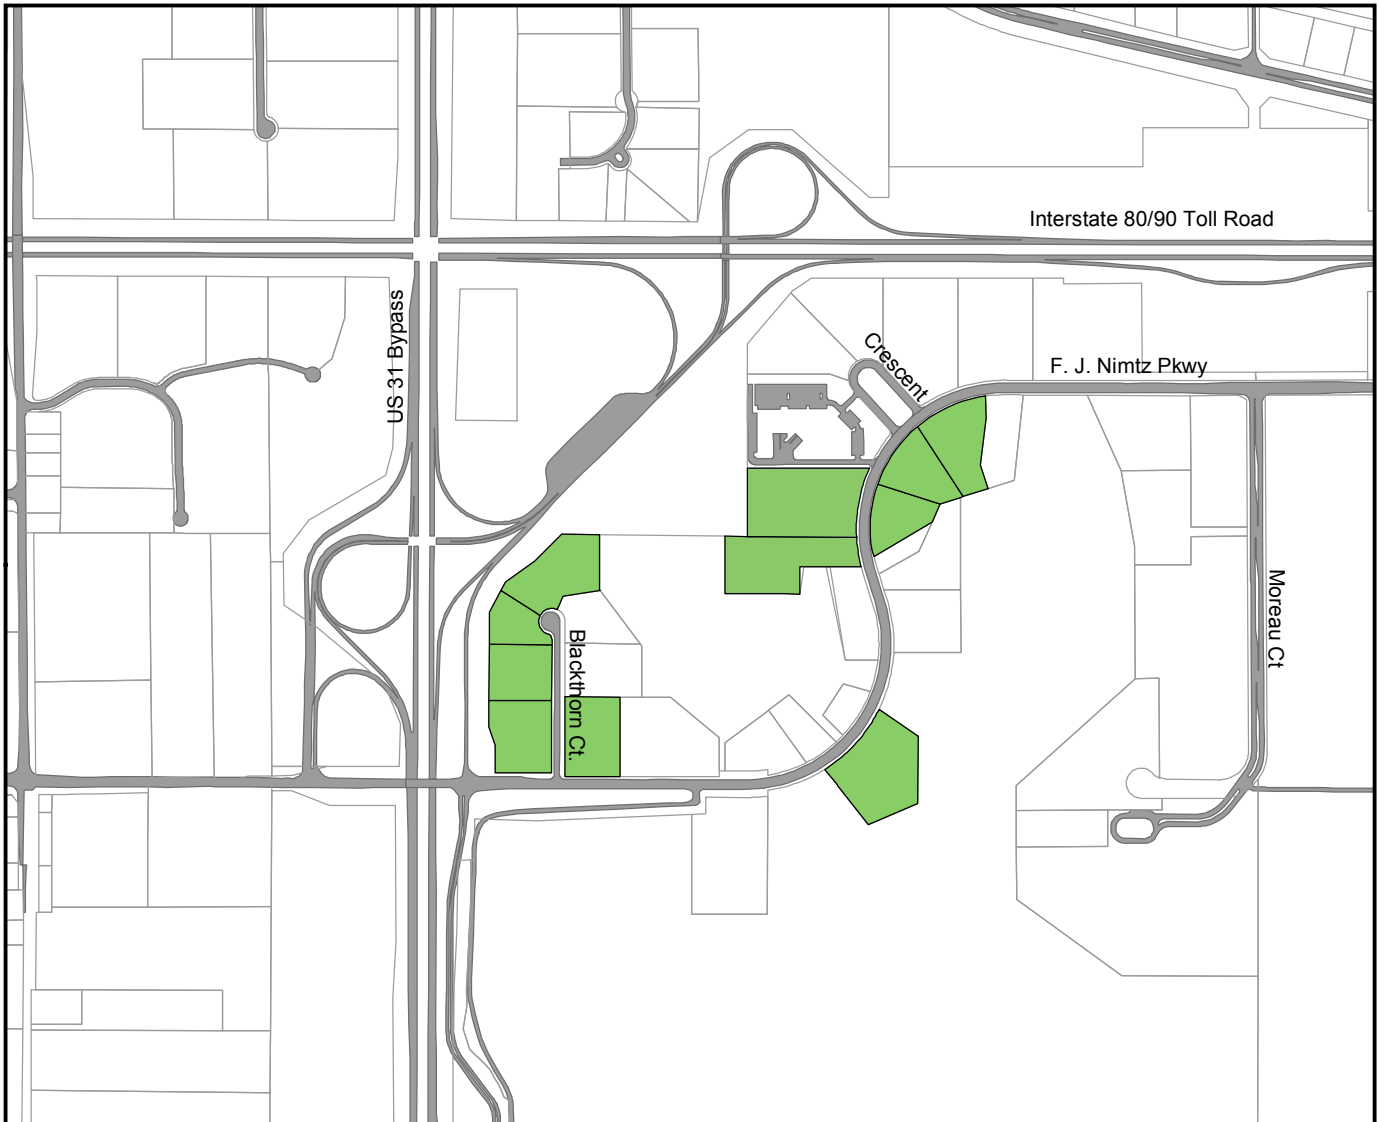 Interstate 80/90 Toll Road
US 31 Bypass
Crescent
F. J. Nimtz Pkwy
Moreau Ct
Blackthorn Ct.